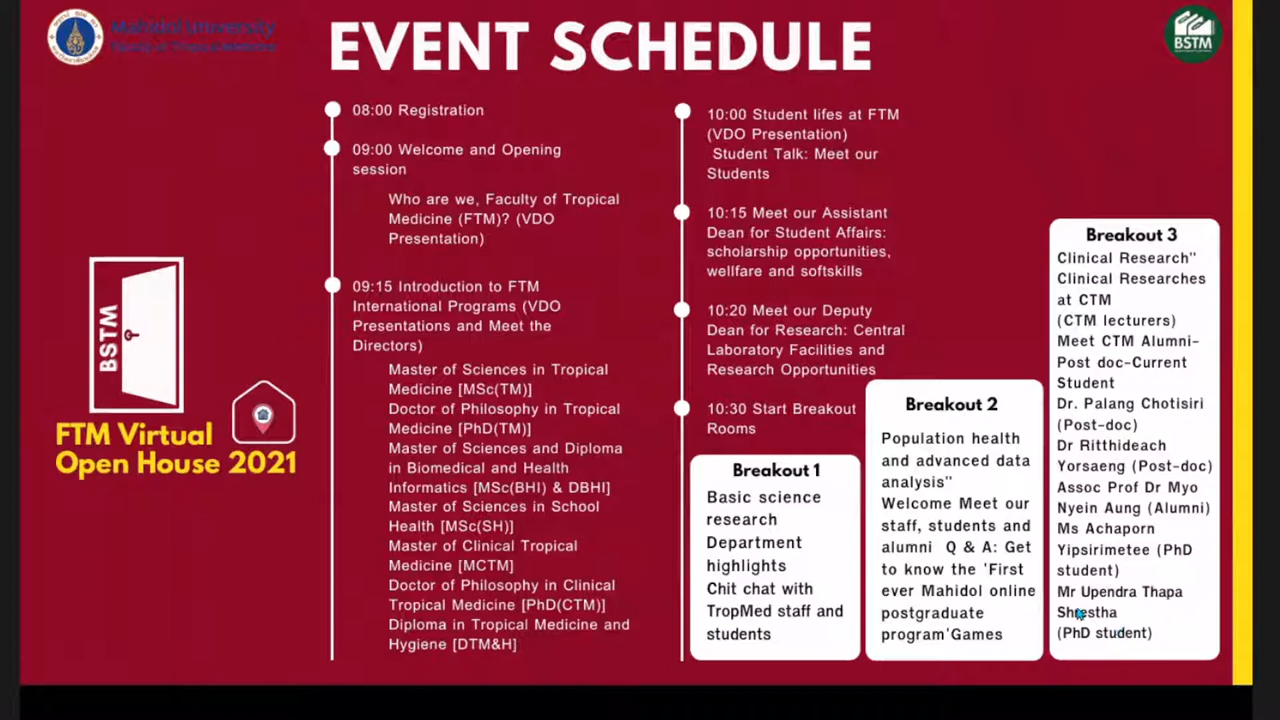 Mahidol University
Faculty of Tropical Medicine
EVENT SCHEDULE
BSTM
08:00 Registration
09:00 Welcome and Opening
session
Who are we, Faculty of Tropical
Medicine (FTM)? (VDO
Presentation)
09:15 Introduction to FTM
International Programs (VDO
Presentations and Meet the
Directors)
Master of Sciences in Tropical
Medicine [MSc(TM)]
Doctor of Philosophy in Tropical
Medicine [PhD(TM)]
Master of Sciences and Diploma
in Biomedical and Health
Informatics [MSc(BHI) & DBHI]
Master of Sciences in School
Health [MSc(SH)]
Master of Clinical Tropical
Medicine [MCTM]
Doctor of Philosophy in Clinical
Tropical Medicine [PhD(CTM)]
Diploma in Tropical Medicine and
Hygiene [DTM&H]
10:00 Student lifes at FTM
(VDO Presentation)
Student Talk: Meet our
Students
10:15 Meet our Assistant
Dean for Student Affairs:
scholarship opportunities,
wellfare and softskills
10:20 Meet our Deputy
Dean for Research: Central
Laboratory Facilities and
Research Opportunities
10:30 Start Breakout
Rooms
Breakout 1
Basic science
research
Department
highlights
Chit chat with
TropMed staff and
students
Breakout 2
Population health
and advanced data
analysis"
Welcome Meet our
staff, students and
alumni Q & A: Get
to know the 'First
ever Mahidol online
postgraduate
program'Games
Breakout 3
Clinical Research"
Clinical Researches
at CTM
(CTM lecturers)
Meet CTM Alumni-
Post doc-Current
Student
Dr. Palang Chotisiri
(Post-doc)
Dr Ritthideach
Yorsaeng (Post-doc)
Assoc Prof Dr Myo
Nyein Aung (Alumni)
Ms Achaporn
Yipsirimetee (PhD
student)
Mr Upendra Thapa
Shrestha
(PhD student)
BSTM
FTM Virtual
Open House 2021